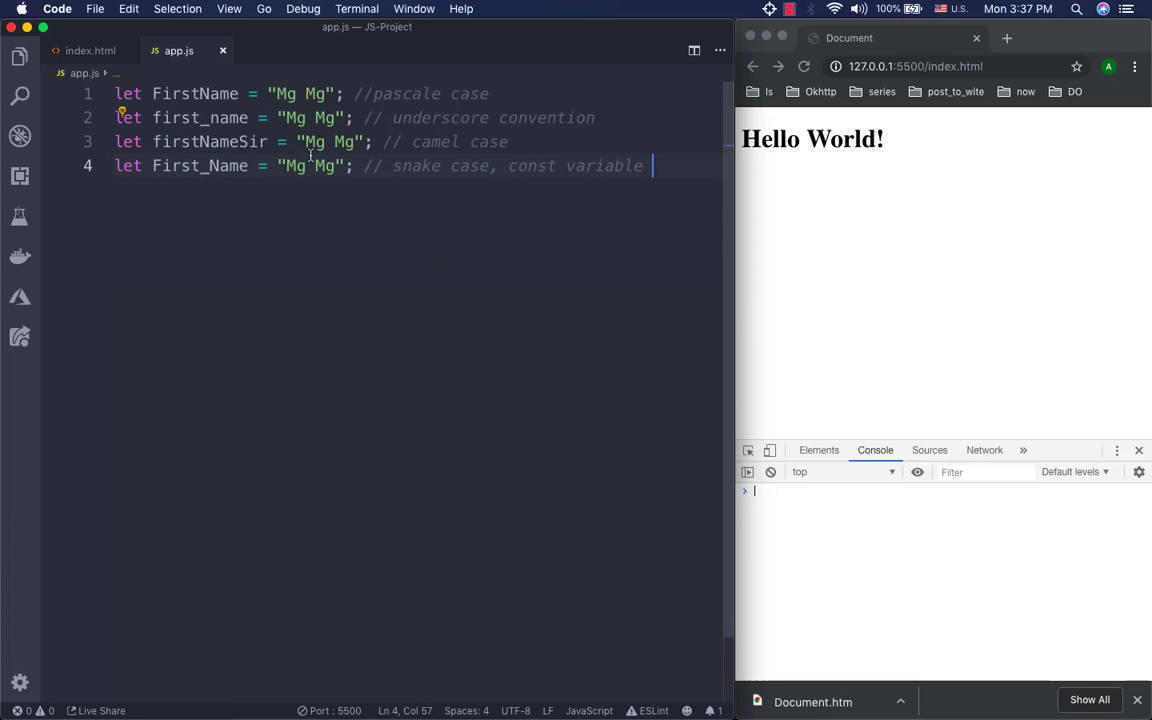 Code File Edit Selection View Go Debug Terminal Window Help 100% U.S. Mon 3:37 PM
app.js — JS-Project
index.html JS app.js
JS app.js ...
1 let FirstName = "Mg Mg"; //pascale case
2 let first_name = "Mg Mg"; // underscore convention
3 let firstNameSir = "Mg Mg"; // camel case
4 let First_Name = "Mg Mg"; // snake case, const variable
0 0 Live Share Port : 5500 Ln 4, Col 57 Spaces: 4 UTF-8 LF JavaScript ESLint 1
Document
127.0.0.1:5500/index.html A
ls Okhttp series post_to_wite now DO
Hello World!
Elements Console Sources Network »
top Filter Default levels
Document.htm Show All